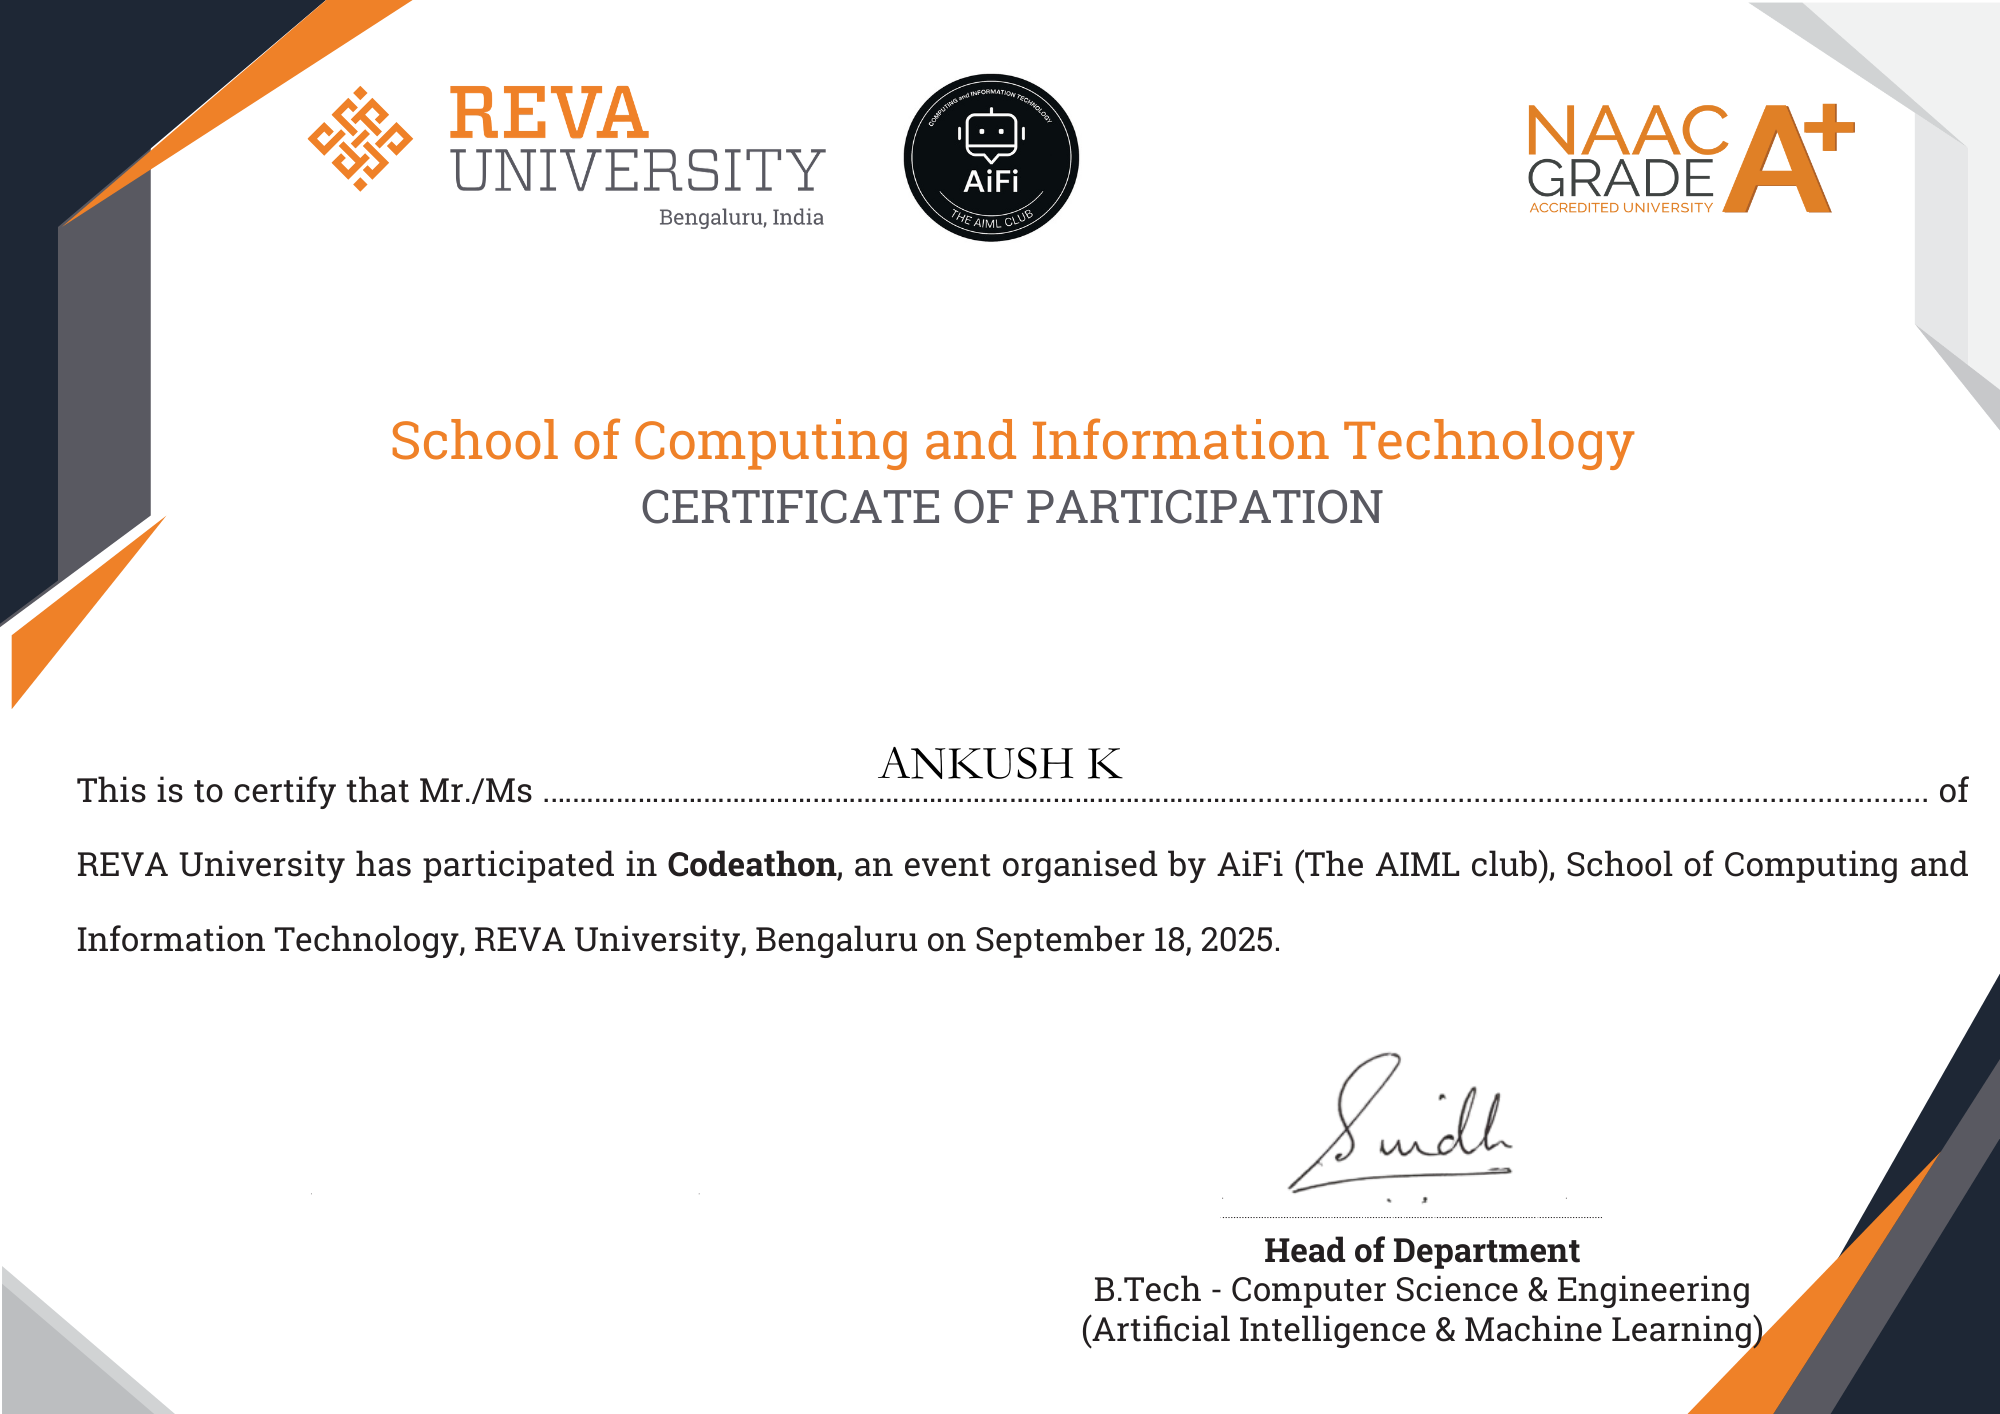 REVA
UNIVERSITY
Bengaluru, India
COMPUTING and INFORMATION TECHNOLOGY
AiFi
THE AIML CLUB
NAAC
GRADE
ACCREDITED UNIVERSITY
A+
School of Computing and Information Technology
CERTIFICATE OF PARTICIPATION
ANKUSH K
This is to certify that Mr./Ms ........................................................................................................................ of
REVA University has participated in Codeathon, an event organised by AiFi (The AIML club), School of Computing and
Information Technology, REVA University, Bengaluru on September 18, 2025.
Head of Department
B.Tech - Computer Science & Engineering
(Artificial Intelligence & Machine Learning)